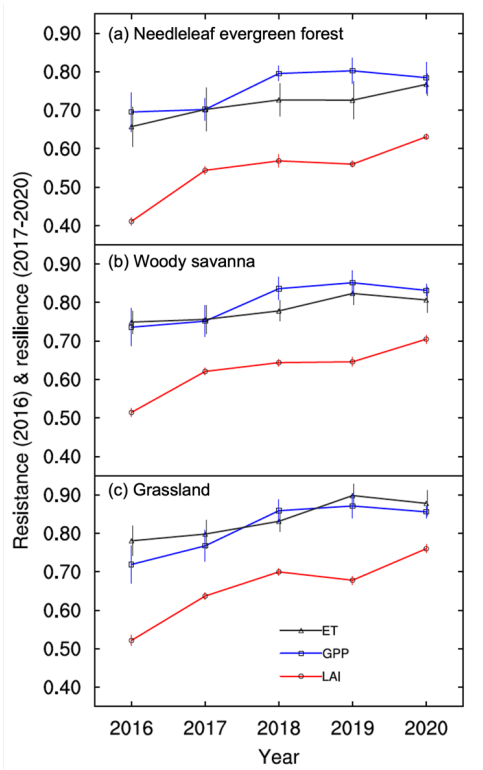 Resistance (2016) & resilience (2017-2020)
(a) Needleleaf evergreen forest
0.90
0.80
0.70
0.60
0.50
0.40
(b) Woody savanna
0.90
0.80
0.70
0.60
0.50
0.40
(c) Grassland
0.90
0.80
0.70
0.60
0.50
0.40
ET
GPP
LAI
2016 2017 2018 2019 2020
Year